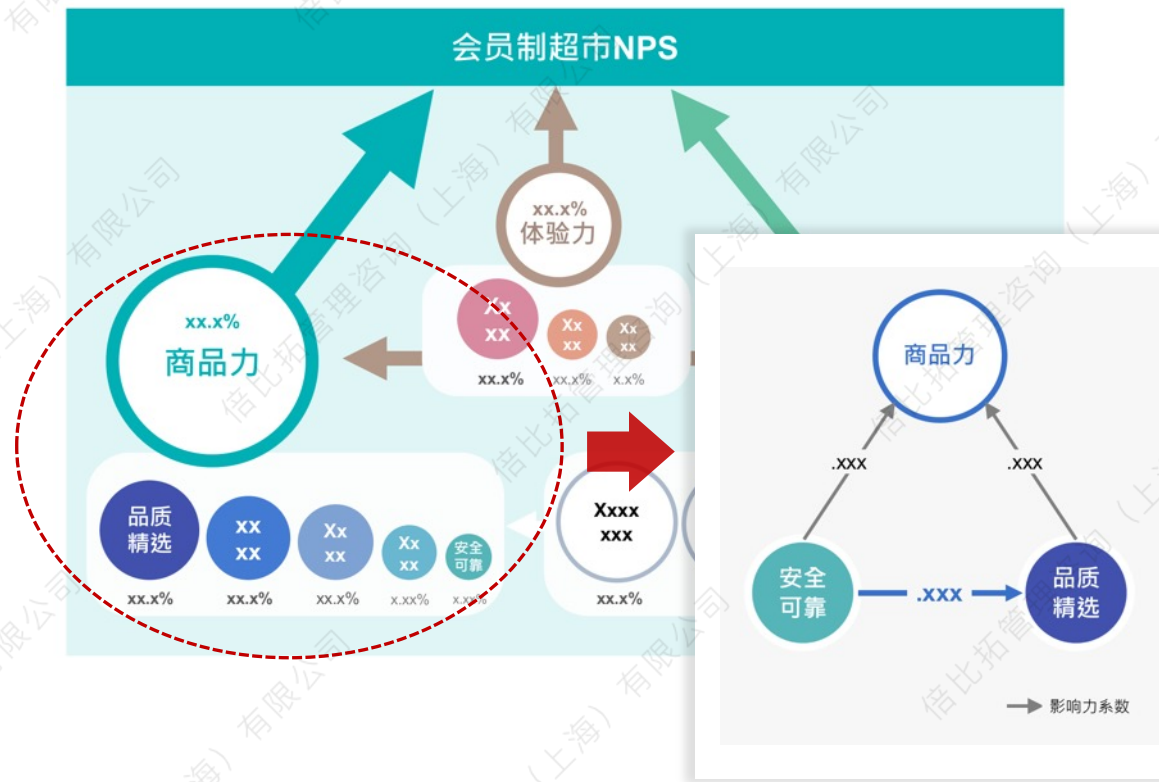 会员制超市NPS
xx.x%
体验力
xx.x%
商品力
Xx
xx
Xx
xx
Xx
xx
xx.x%
xx.x%
x.x%
品质
精选
xx
xx
Xx
xx
Xx
xx
安全
可靠
xx.x%
xx.x%
xx.x%
x.xx%
x.xx%
Xxxx
xxx
xx.x%
商品力
.xxx
.xxx
安全
可靠
.xxx
品质
精选
影响力系数
倍比拓管理咨询（上海）有限公司